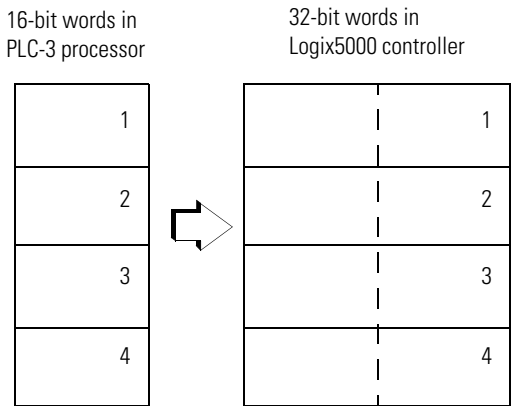 16-bit words in
PLC-3 processor
32-bit words in
Logix5000 controller
1
1
2
2
3
3
4
4